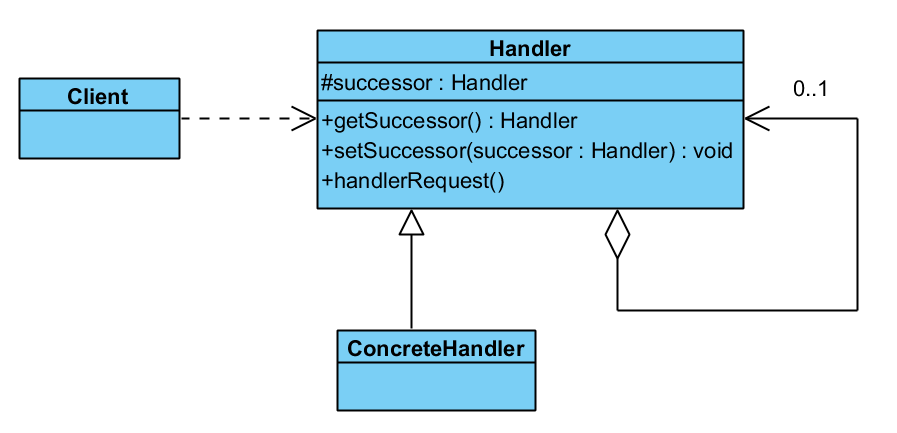 Handler
#successor : Handler
0..1
Client
+getSuccessor() : Handler
+setSuccessor(successor : Handler) : void
+handlerRequest()
ConcreteHandler